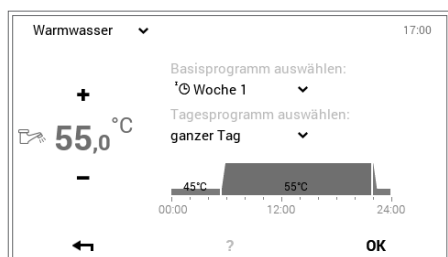 Warmwasser
17:00
Basisprogramm auswählen:
Woche 1
Tagesprogramm auswählen:
ganzer Tag
+
55,0 °C
–
45°C 55°C
00:00 12:00 24:00
? OK